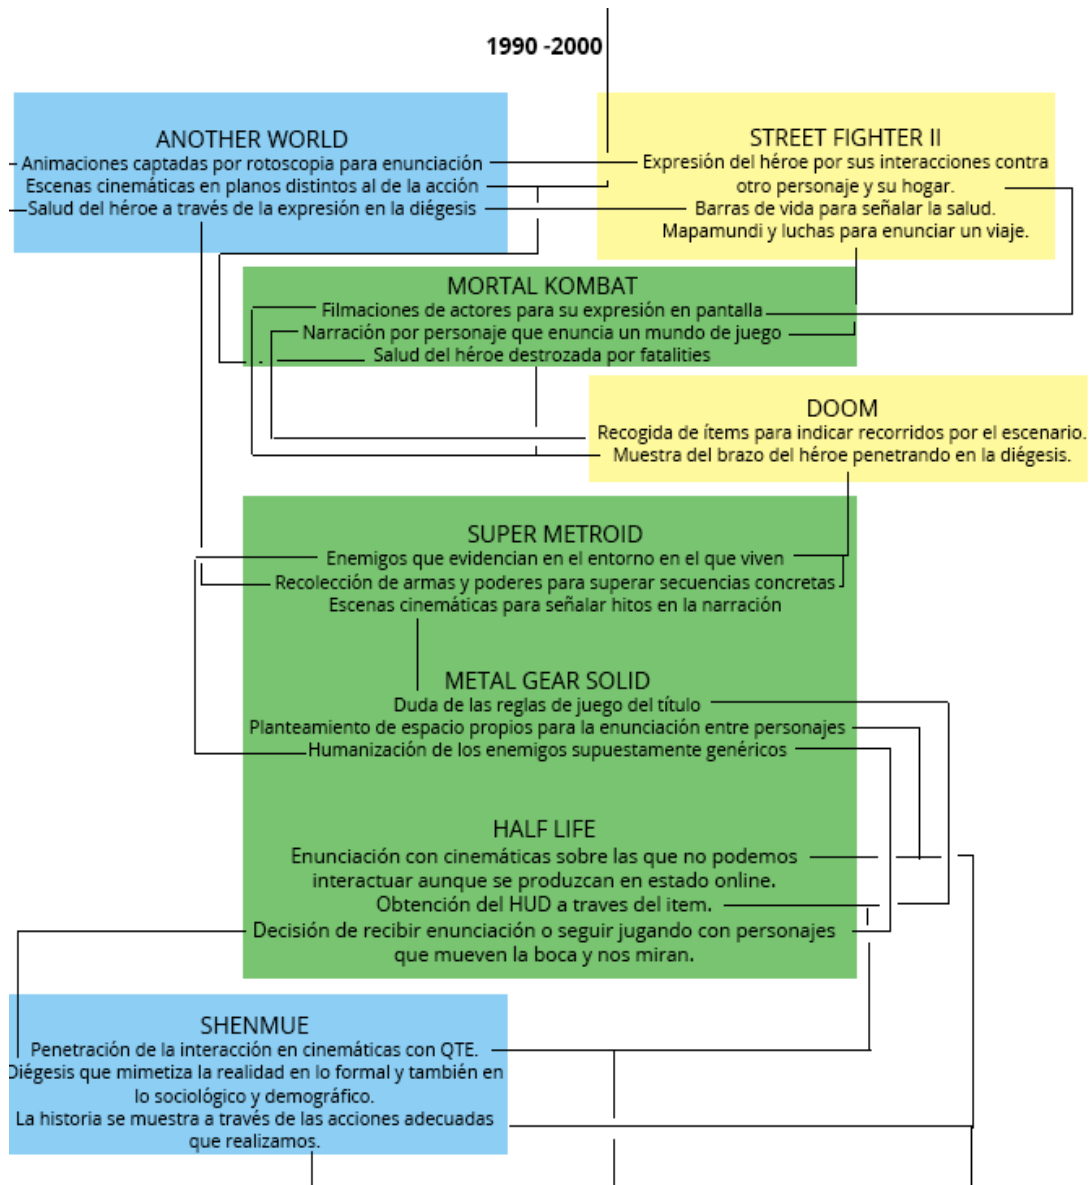 1990 -2000
ANOTHER WORLD
Animaciones captadas por rotoscopia para enunciación
Escenas cinemáticas en planos distintos al de la acción
Salud del héroe a través de la expresión en la diégesis
STREET FIGHTER II
Expresión del héroe por sus interacciones contra
otro personaje y su hogar.
Barras de vida para señalar la salud.
Mapamundi y luchas para enunciar un viaje.
MORTAL KOMBAT
Filmaciones de actores para su expresión en pantalla
Narración por personaje que enuncia un mundo de juego
Salud del héroe destrozada por fatalities
DOOM
Recogida de ítems para indicar recorridos por el escenario.
Muestra del brazo del héroe penetrando en la diégesis.
SUPER METROID
Enemigos que evidencian en el entorno en el que viven
Recolección de armas y poderes para superar secuencias concretas
Escenas cinemáticas para señalar hitos en la narración
METAL GEAR SOLID
Duda de las reglas de juego del título
Planteamiento de espacio propios para la enunciación entre personajes
Humanización de los enemigos supuestamente genéricos
HALF LIFE
Enunciación con cinemáticas sobre las que no podemos
interactuar aunque se produzcan en estado online.
Obtención del HUD a traves del item.
Decisión de recibir enunciación o seguir jugando con personajes
que mueven la boca y nos miran.
SHENMUE
Penetración de la interacción en cinemáticas con QTE.
Diégesis que mimetiza la realidad en lo formal y también en
lo sociológico y demográfico.
La historia se muestra a través de las acciones adecuadas
que realizamos.